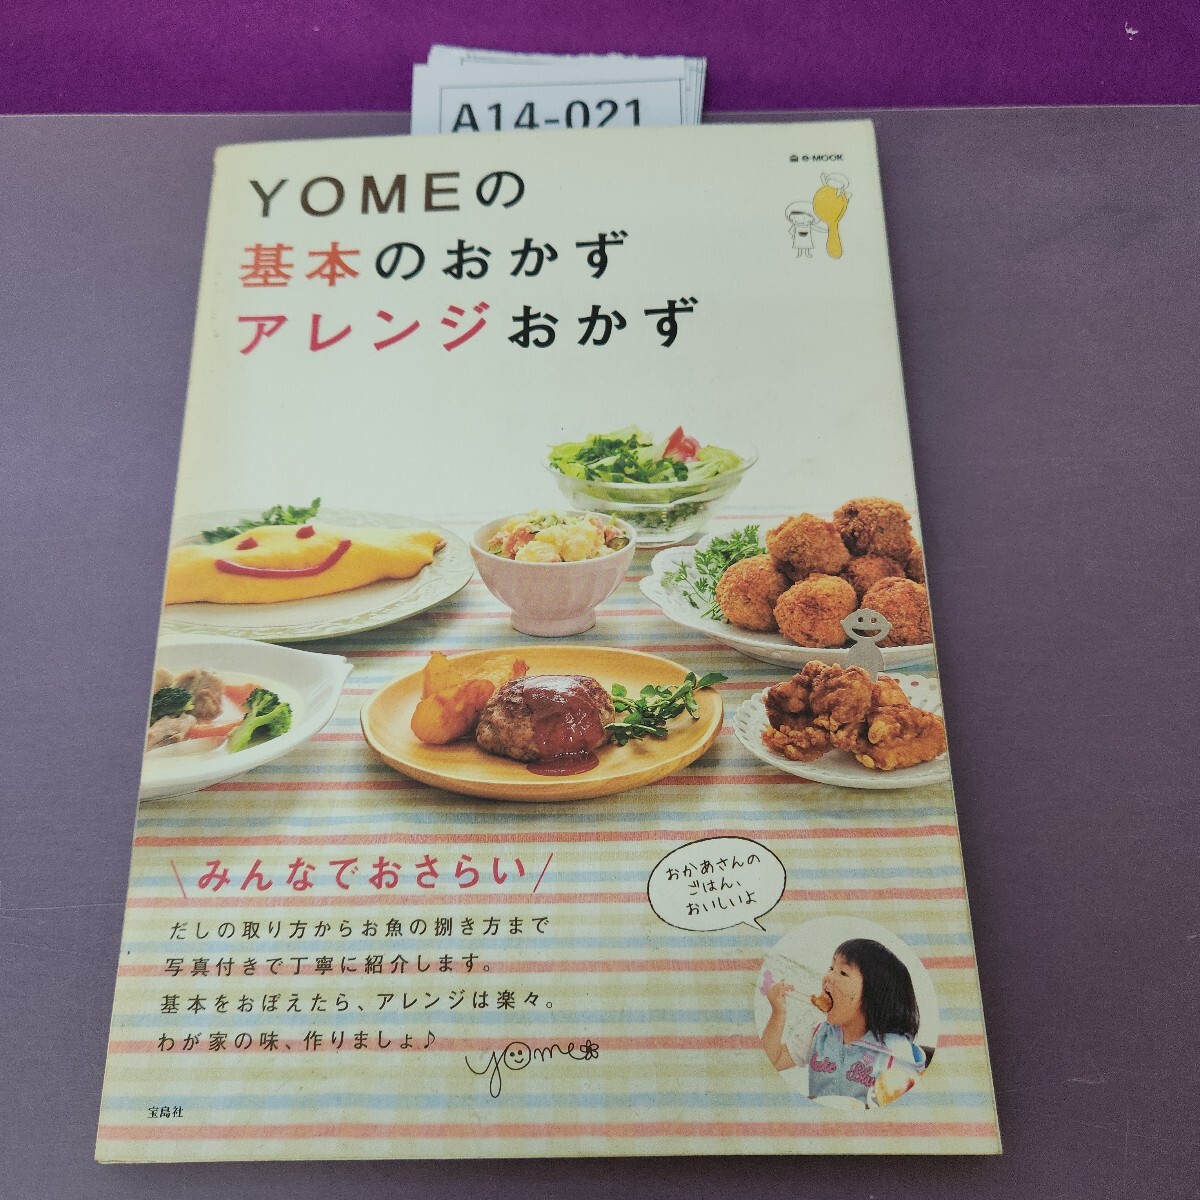 A14-021
e-MOOK
YOMEの
基本のおかず
アレンジおかず
みんなでおさらい
だしの取り方からお魚の捌き方まで
写真付きで丁寧に紹介します。
基本をおぼえたら、アレンジは楽々。
わが家の味、作りましょ♪
yome
おかあさんの
ごはん、
おいしいよ
宝島社